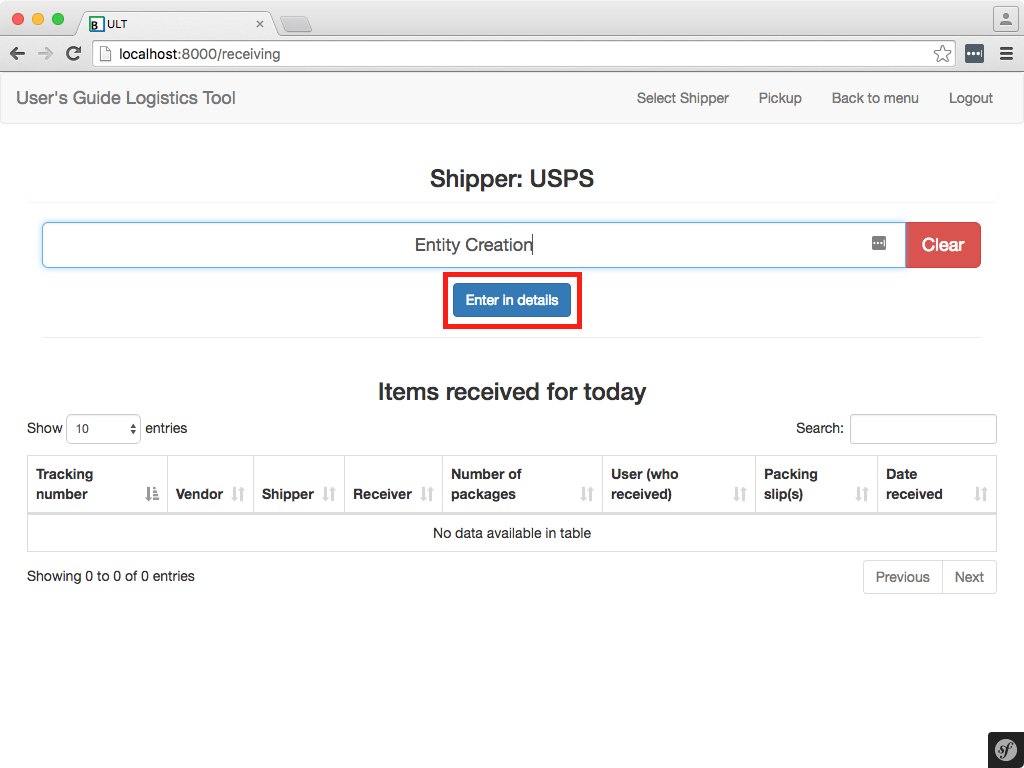 B ULT
localhost:8000/receiving
User's Guide Logistics Tool Select Shipper Pickup Back to menu Logout
Shipper: USPS
Entity Creation Clear
Enter in details
Items received for today
Show 10 entries Search:
Tracking number Vendor Shipper Receiver Number of packages User (who received) Packing slip(s) Date received
No data available in table
Showing 0 to 0 of 0 entries Previous Next
sf